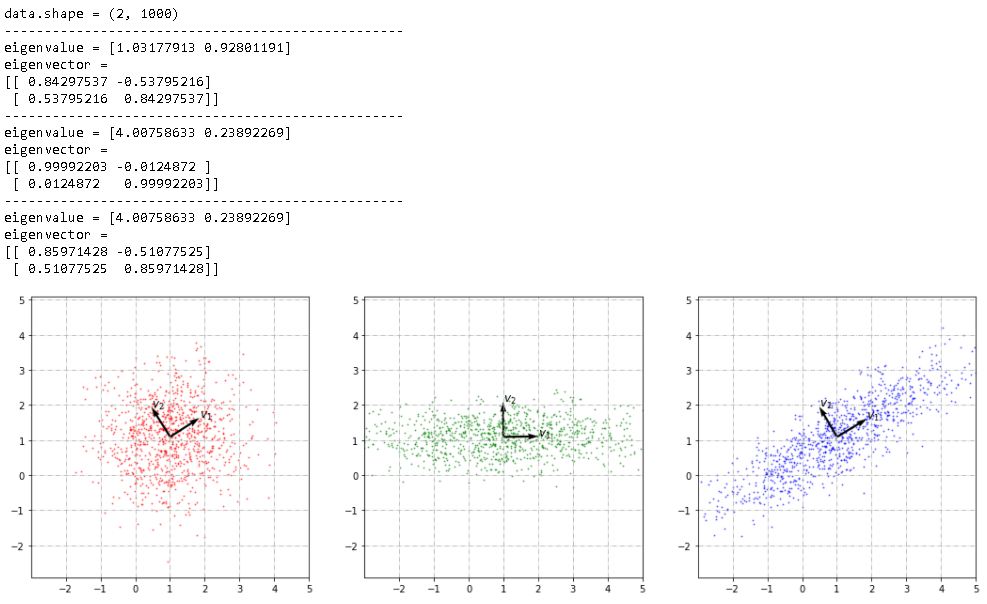 data.shape = (2, 1000)
------------------------------------------------
eigenvalue = [1.03177913 0.92801191]
eigenvector =
[[ 0.84297537 -0.53795216]
 [ 0.53795216  0.84297537]]
------------------------------------------------
eigenvalue = [4.00758633 0.23892269]
eigenvector =
[[ 0.99992203 -0.0124872 ]
 [ 0.0124872   0.99992203]]
------------------------------------------------
eigenvalue = [4.00758633 0.23892269]
eigenvector =
[[ 0.85971428 -0.51077525]
 [ 0.51077525  0.85971428]]
5
4
3
2
1
0
−1
−2
−2 −1 0 1 2 3 4 5
v2
v1
5
4
3
2
1
0
−1
−2
−2 −1 0 1 2 3 4 5
v2
v1
5
4
3
2
1
0
−1
−2
−2 −1 0 1 2 3 4 5
v2
v1